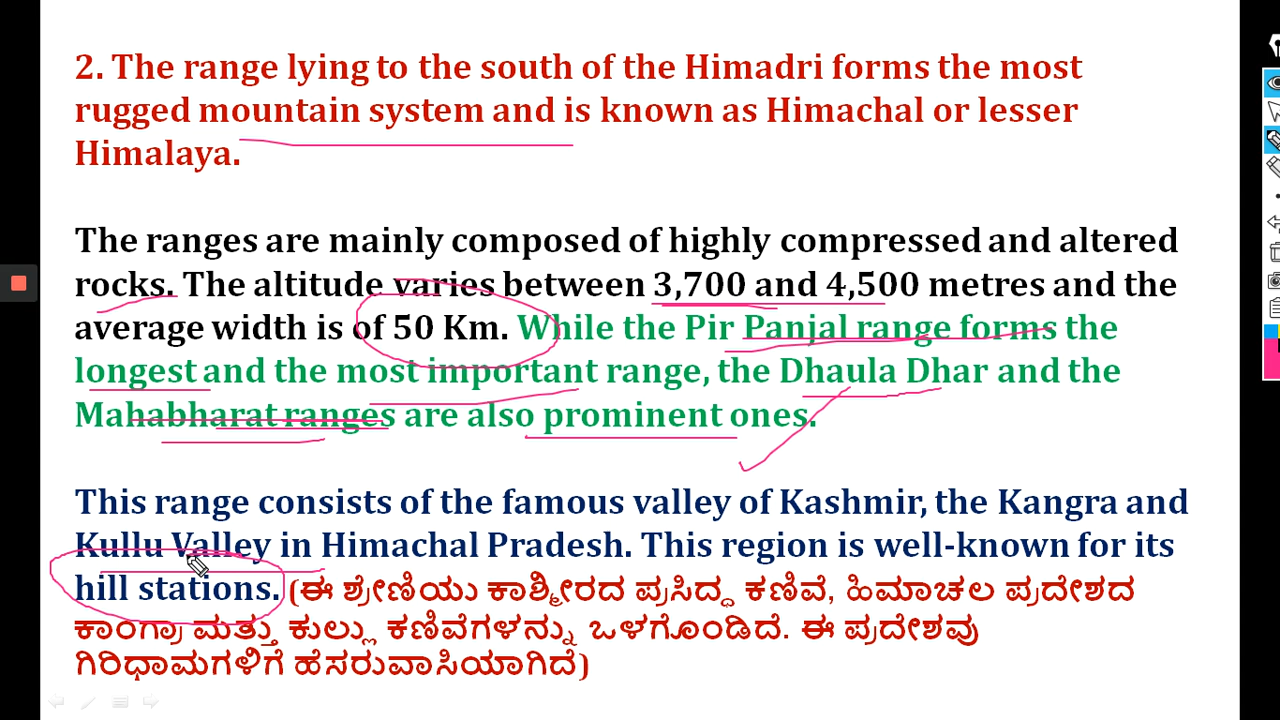 2. The range lying to the south of the Himadri forms the most
rugged mountain system and is known as Himachal or lesser
Himalaya.
The ranges are mainly composed of highly compressed and altered
rocks. The altitude varies between 3,700 and 4,500 metres and the
average width is of 50 Km. While the Pir Panjal range forms the
longest and the most important range, the Dhaula Dhar and the
Mahabharat ranges are also prominent ones.
This range consists of the famous valley of Kashmir, the Kangra and
Kullu Valley in Himachal Pradesh. This region is well-known for its
hill stations. (ಈ ಶ್ರೇಣಿಯು ಕಾಶ್ಮೀರದ ಪ್ರಸಿದ್ಧ ಕಣಿವೆ, ಹಿಮಾಚಲ ಪ್ರದೇಶದ
ಕಾಂಗ್ರಾ ಮತ್ತು ಕುಲ್ಲು ಕಣಿವೆಗಳನ್ನು ಒಳಗೊಂಡಿದೆ. ಈ ಪ್ರದೇಶವು
ಗಿರಿಧಾಮಗಳಿಗೆ ಹೆಸರುವಾಸಿಯಾಗಿದೆ)